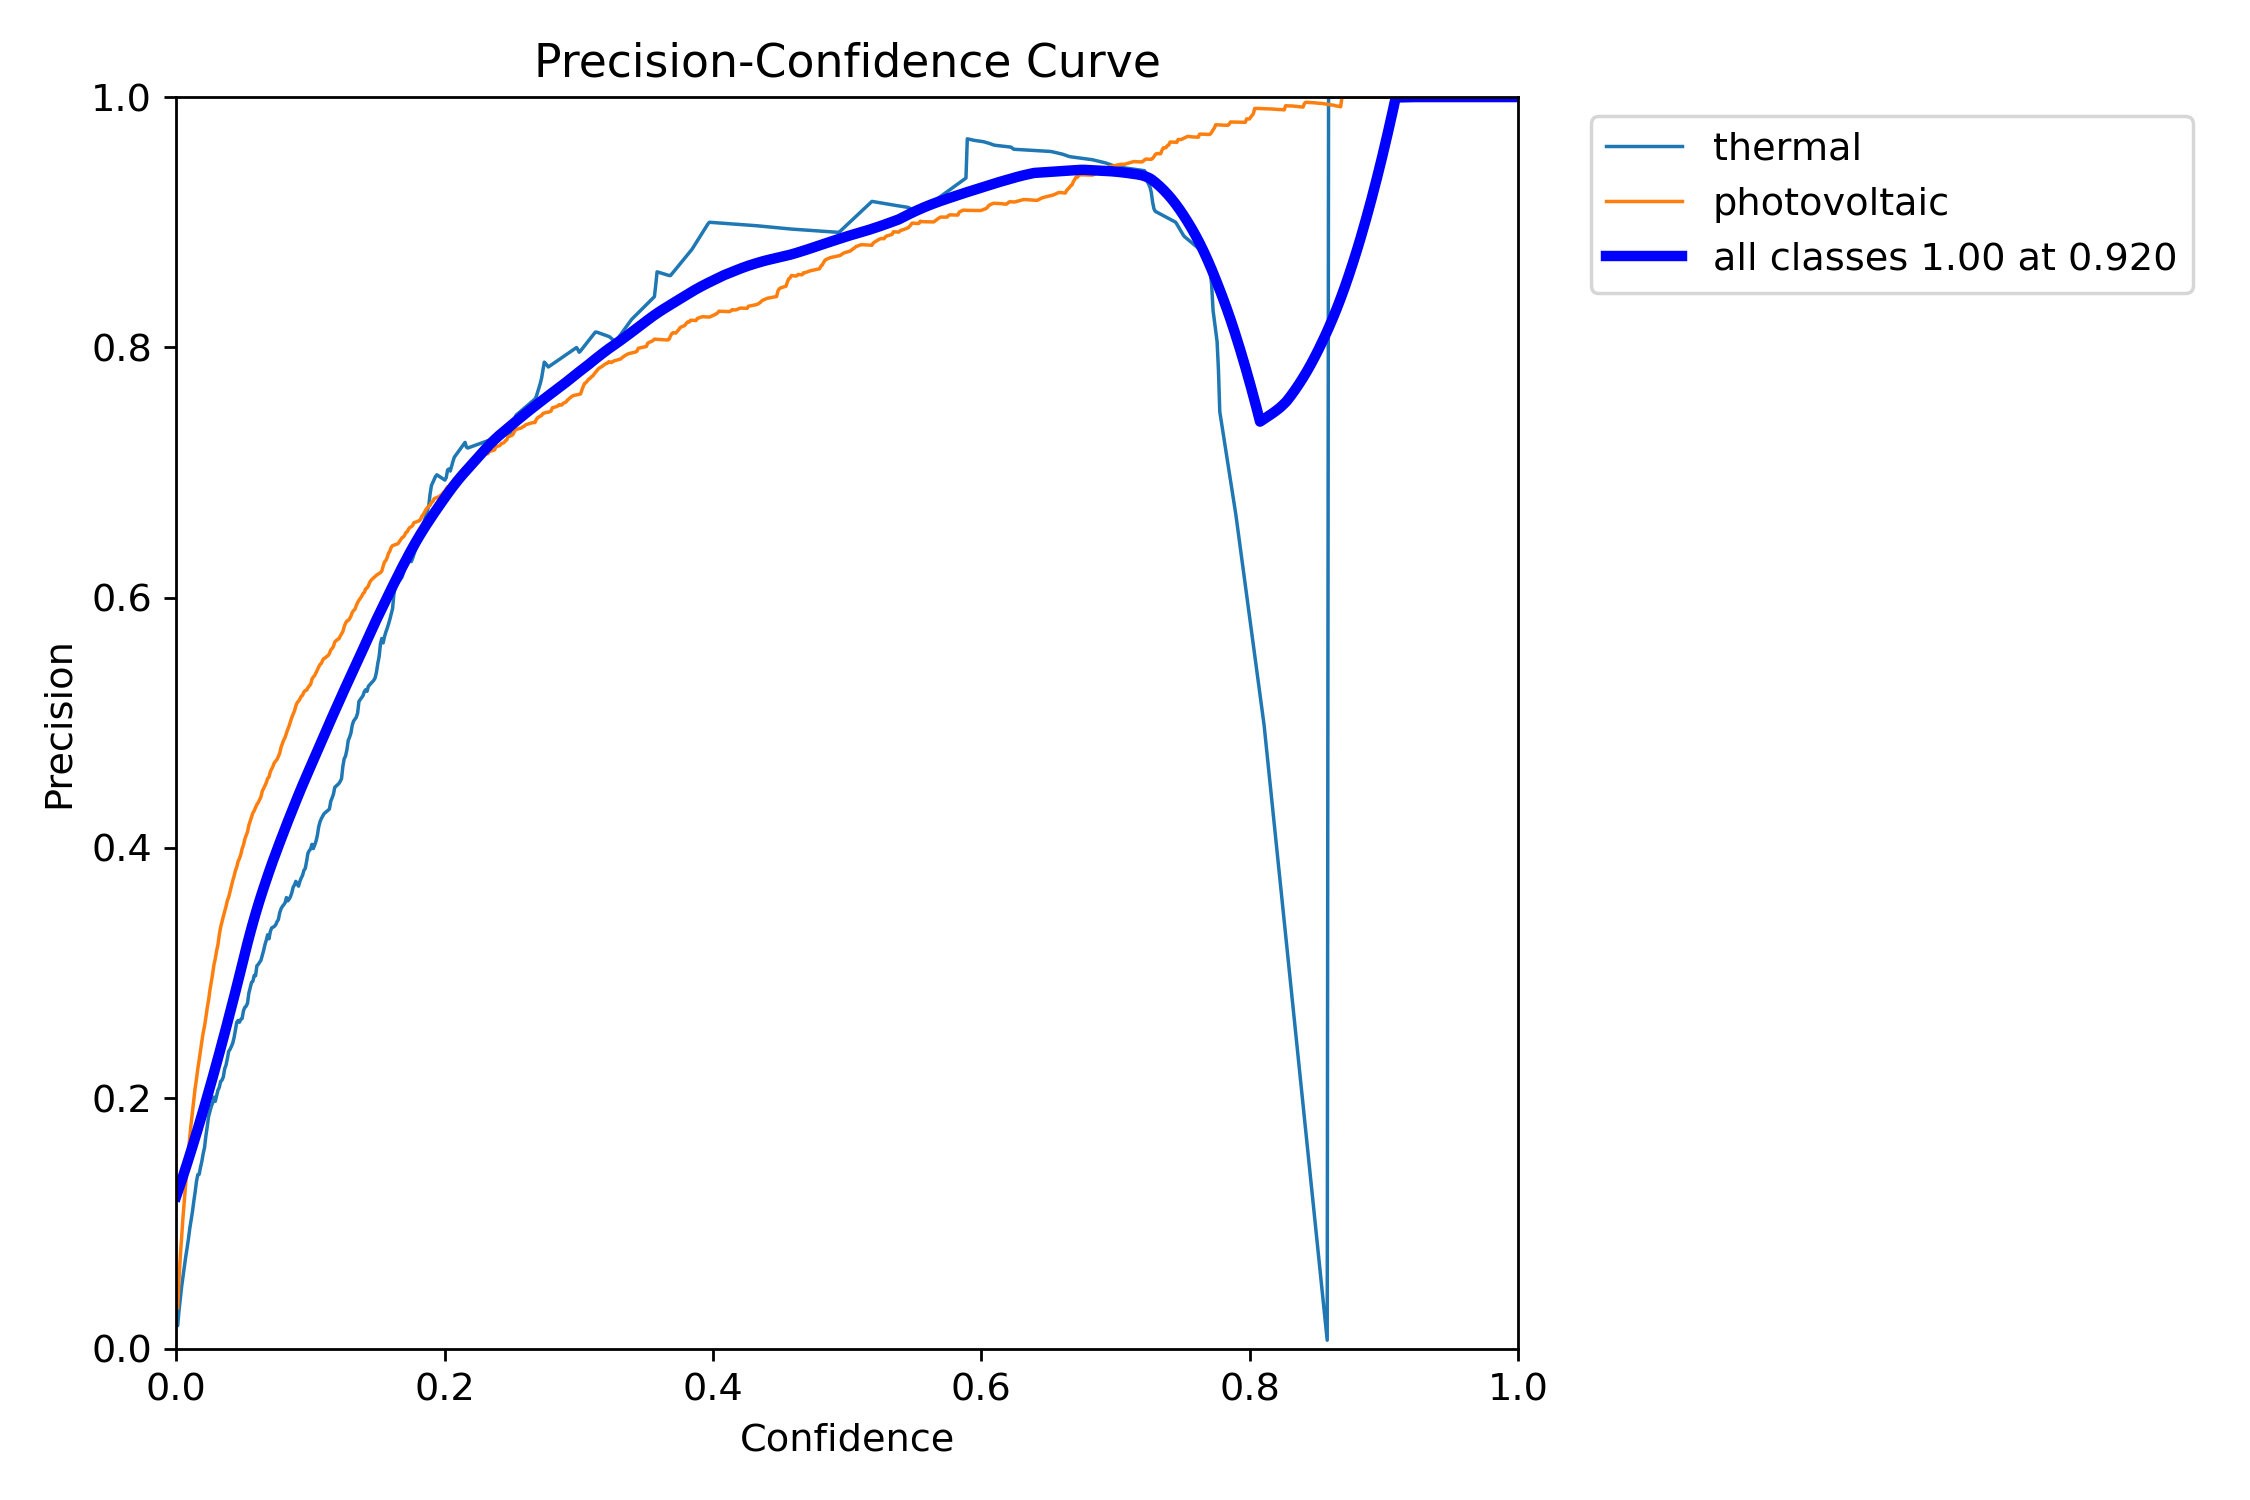 Precision-Confidence Curve
1.0
0.8
0.6
0.4
0.2
0.0
Precision
0.0 0.2 0.4 0.6 0.8 1.0
Confidence
thermal
photovoltaic
all classes 1.00 at 0.920